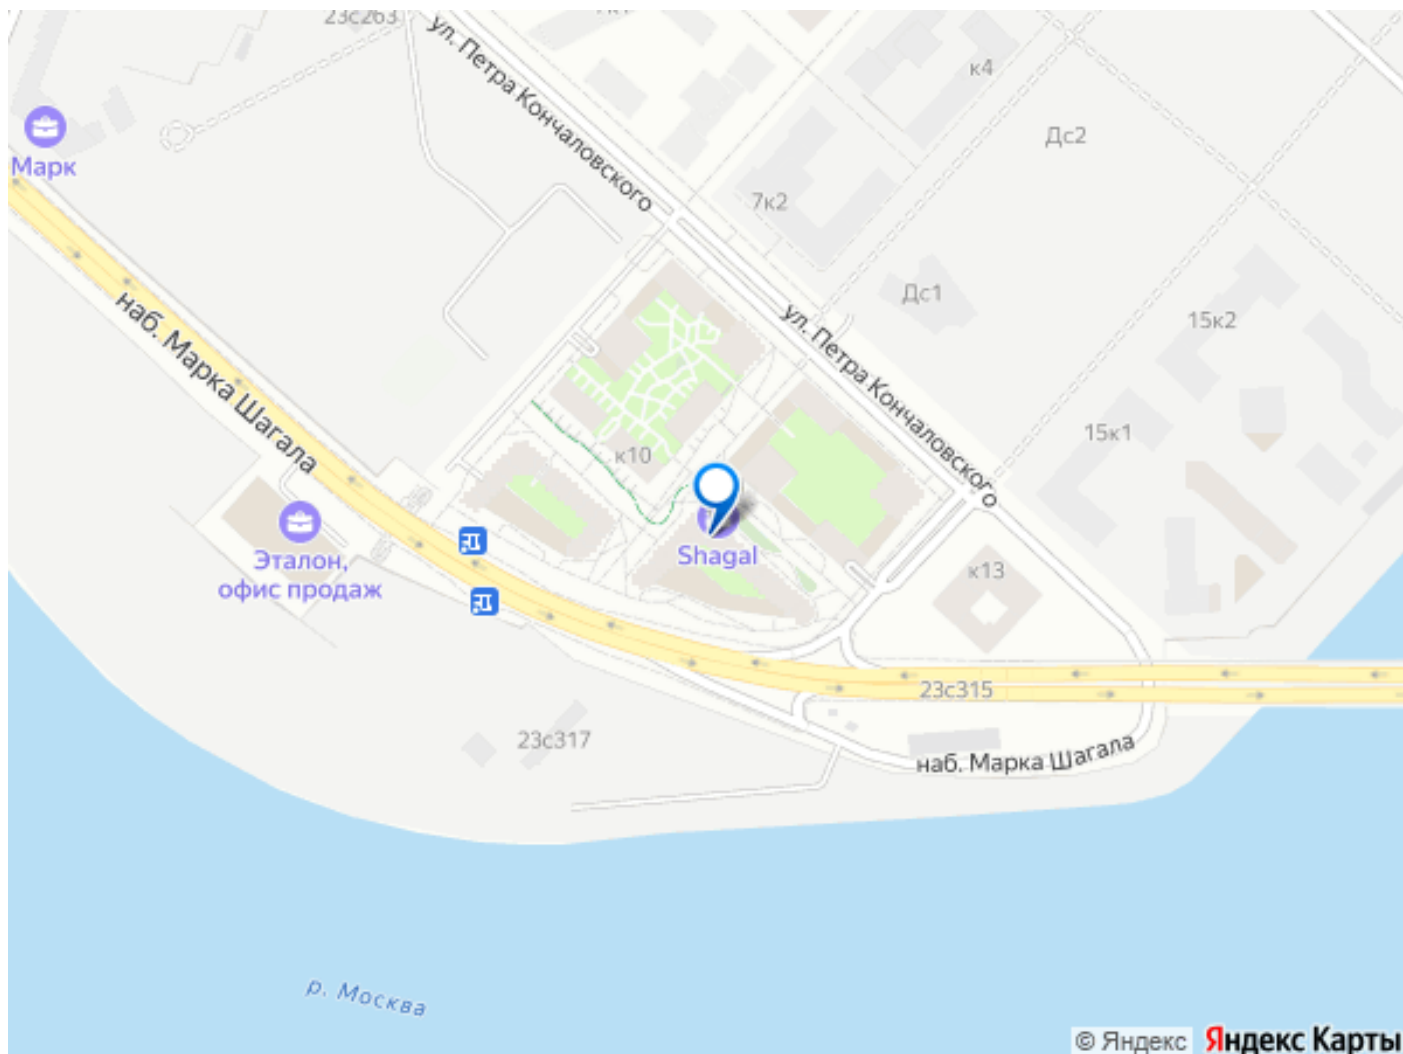 23с263
ул. Петра Кончаловского
к4
Марк
Дс2
7к2
Дс1
наб. Марка Шагала
ул. Петра Кончаловского
15к2
15к1
к10
Shagal
Эталон,
офис продаж
к13
23с315
23с317
наб. Марка Шагала
р. Москва
© Яндекс Яндекс Карты